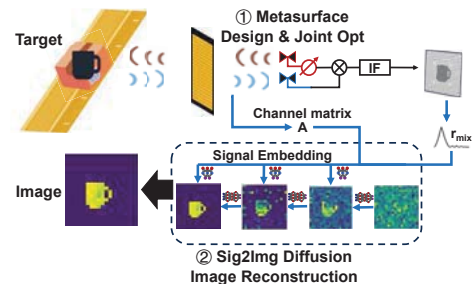 ① Metasurface
Design & Joint Opt
Target
IF
Channel matrix
A
r_mix
Signal Embedding
Image
② Sig2Img Diffusion
Image Reconstruction